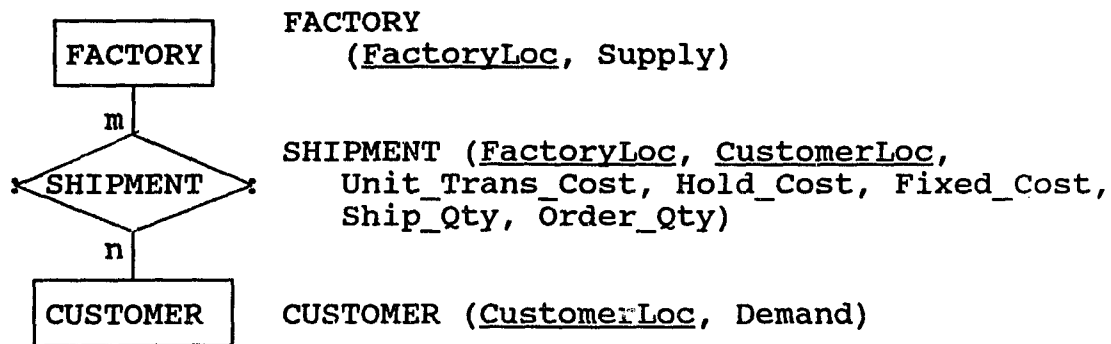 FACTORY
FACTORY
(FactoryLoc, Supply)
m
SHIPMENT
SHIPMENT (FactoryLoc, CustomerLoc,
Unit_Trans_Cost, Hold_Cost, Fixed_Cost,
Ship_Qty, Order_Qty)
n
CUSTOMER
CUSTOMER (CustomerLoc, Demand)